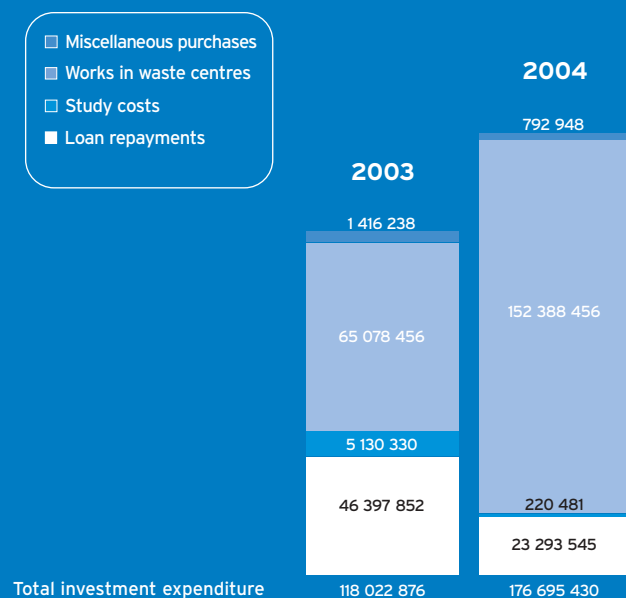 Miscellaneous purchases
Works in waste centres
Study costs
Loan repayments
2003
1 416 238
65 078 456
5 130 330
46 397 852
2004
792 948
152 388 456
220 481
23 293 545
Total investment expenditure 118 022 876 176 695 430